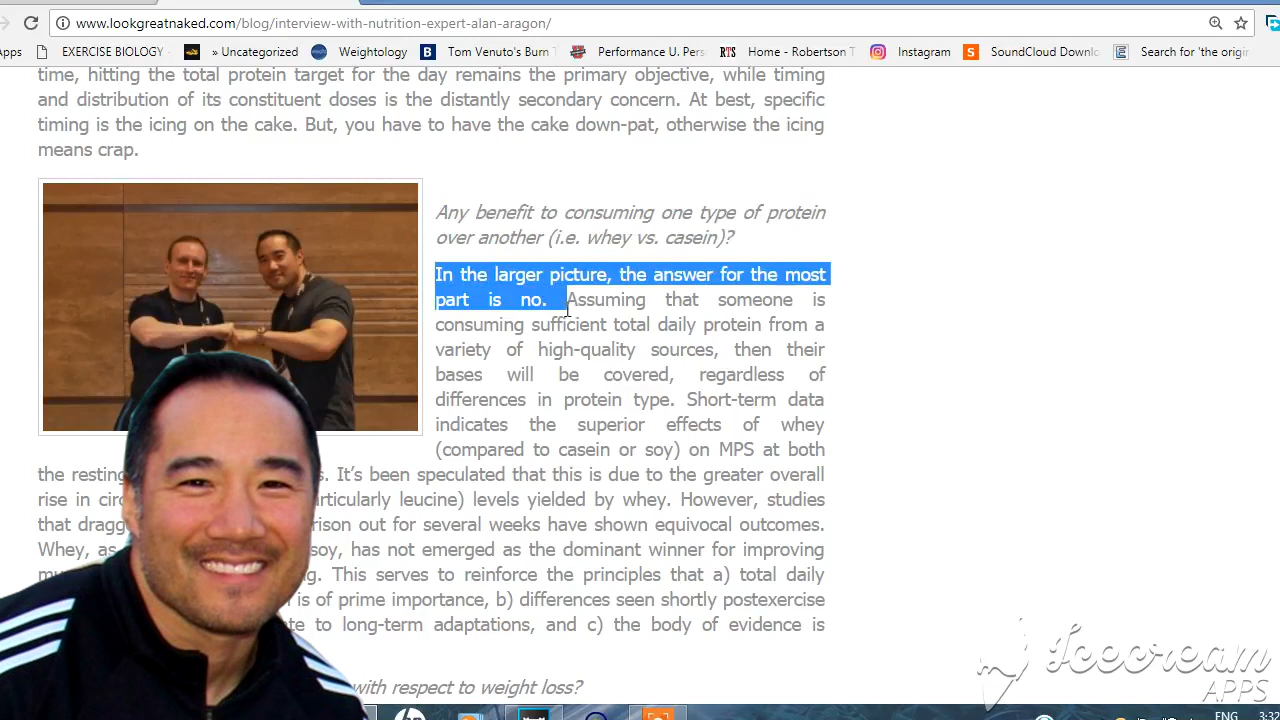 www.lookgreatnaked.com/blog/interview-with-nutrition-expert-alan-aragon/
Apps EXERCISE BIOLOGY » Uncategorized Weightology B Tom Venuto's Burn T Performance U. Pers RTS Home - Robertson T Instagram S SoundCloud Downlo E Search for 'the origi
time, hitting the total protein target for the day remains the primary objective, while timing
and distribution of its constituent doses is the distantly secondary concern. At best, specific
timing is the icing on the cake. But, you have to have the cake down-pat, otherwise the icing
means crap.
Any benefit to consuming one type of protein
over another (i.e. whey vs. casein)?
In the larger picture, the answer for the most
part is no. Assuming that someone is
consuming sufficient total daily protein from a
variety of high-quality sources, then their
bases will be covered, regardless of
differences in protein type. Short-term data
indicates the superior effects of whey
(compared to casein or soy) on MPS at both
the resting s. It's been speculated that this is due to the greater overall
rise in circ articularly leucine) levels yielded by whey. However, studies
that dragg rison out for several weeks have shown equivocal outcomes.
Whey, as soy, has not emerged as the dominant winner for improving
mu ng. This serves to reinforce the principles that a) total daily
is of prime importance, b) differences seen shortly postexercise
te to long-term adaptations, and c) the body of evidence is
with respect to weight loss?
Icecream
APPS
hp
ENG